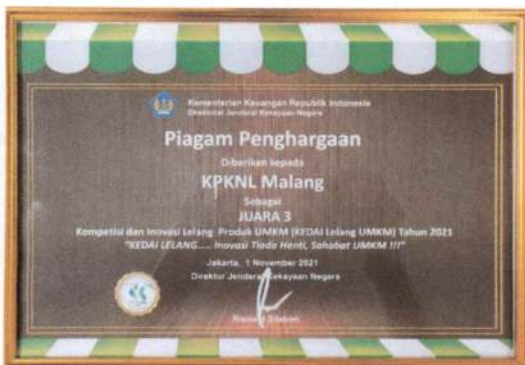 Kementerian Keuangan Republik Indonesia
Direktorat Jenderal Kekayaan Negara
Piagam Penghargaan
Diberikan kepada
KPKNL Malang
Sebagai
JUARA 3
Kompetisi dan Inovasi Lelang Produk UMKM (KEDAI Lelang UMKM) Tahun 2021
"KEDAI LELANG..... Inovasi Tiada Henti, Sahabat UMKM !!!"
Jakarta, 1 November 2021
Direktur Jenderal Kekayaan Negara